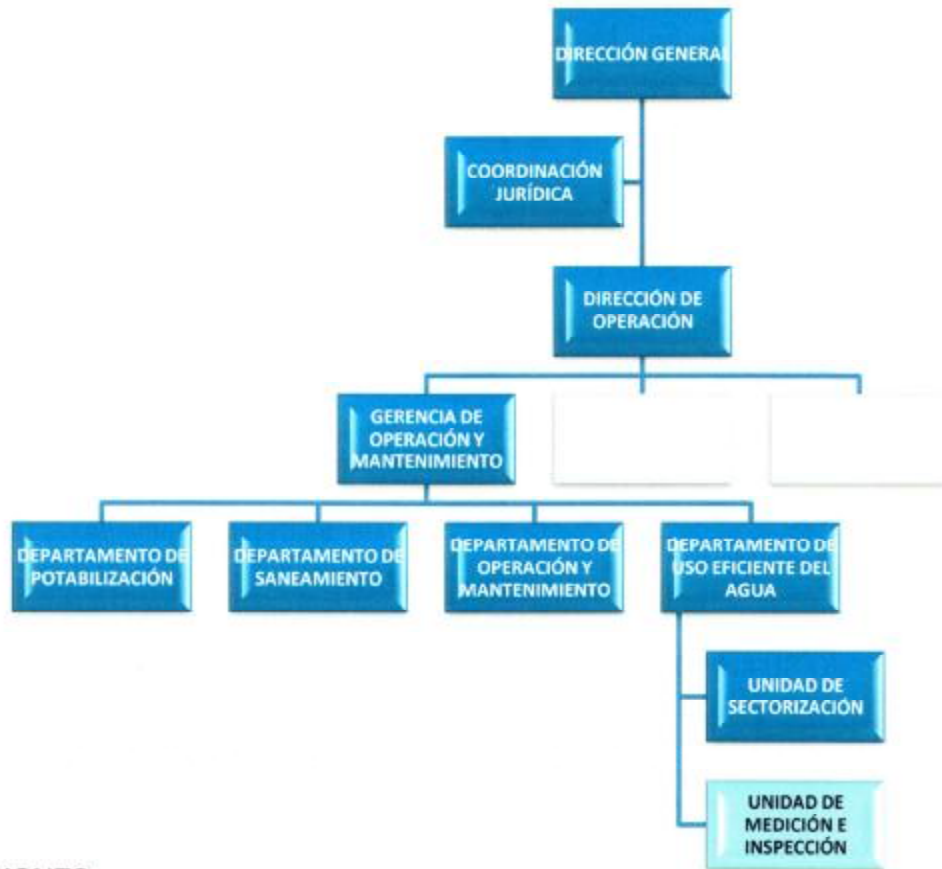 DIRECCIÓN GENERAL
COORDINACIÓN
JURÍDICA
DIRECCIÓN DE
OPERACIÓN
GERENCIA DE
OPERACIÓN Y
MANTENIMIENTO
DEPARTAMENTO DE
POTABILIZACIÓN
DEPARTAMENTO DE
SANEAMIENTO
DEPARTAMENTO DE
OPERACIÓN Y
MANTENIMIENTO
DEPARTAMENTO DE
USO EFICIENTE DEL
AGUA
UNIDAD DE
SECTORIZACIÓN
UNIDAD DE
MEDICIÓN E
INSPECCIÓN